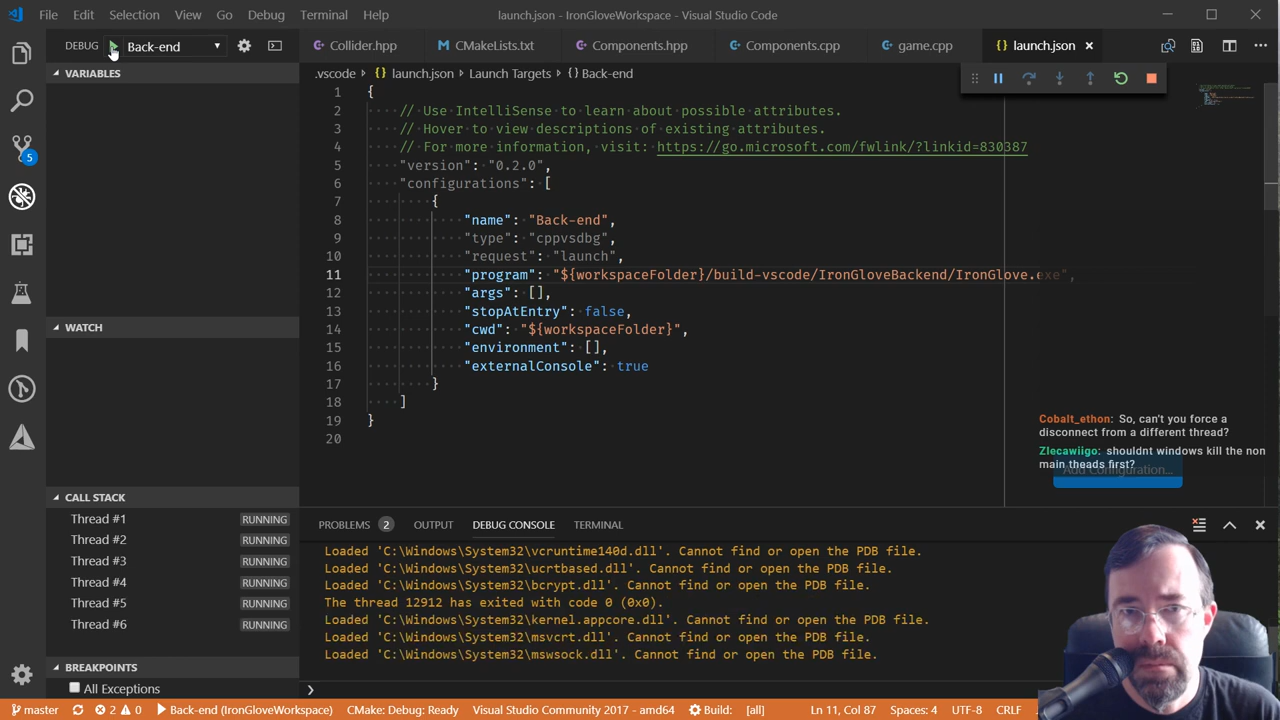 File Edit Selection View Go Debug Terminal Help
launch.json - IronGloveWorkspace - Visual Studio Code
DEBUG Back-end
Collider.hpp CMakeLists.txt Components.hpp Components.cpp game.cpp launch.json
VARIABLES
.vscode launch.json Launch Targets Back-end
1 {
2 // Use IntelliSense to learn about possible attributes.
3 // Hover to view descriptions of existing attributes.
4 // For more information, visit: https://go.microsoft.com/fwlink/?linkid=830387
5 "version": "0.2.0",
6 "configurations": [
7 {
8 "name": "Back-end",
9 "type": "cppvsdbg",
10 "request": "launch",
11 "program": "${workspaceFolder}/build-vscode/IronGloveBackend/IronGlove.exe",
12 "args": [],
13 "stopAtEntry": false,
14 "cwd": "${workspaceFolder}",
15 "environment": [],
16 "externalConsole": true
17 }
18 ]
19 }
20
5
WATCH
Cobalt_ethon: So, can't you force a
disconnect from a different thread?
Zlecawiigo: shouldnt windows kill the non
main theads first?
Add Configuration...
CALL STACK
Thread #1 RUNNING
Thread #2 RUNNING
Thread #3 RUNNING
Thread #4 RUNNING
Thread #5 RUNNING
Thread #6 RUNNING
BREAKPOINTS
All Exceptions
PROBLEMS 2 OUTPUT DEBUG CONSOLE TERMINAL
Loaded 'C:\Windows\System32\vcruntime140d.dll'. Cannot find or open the PDB file.
Loaded 'C:\Windows\System32\ucrtbased.dll'. Cannot find or open the PDB file.
Loaded 'C:\Windows\System32\bcrypt.dll'. Cannot find or open the PDB file.
The thread 12912 has exited with code 0 (0x0).
Loaded 'C:\Windows\System32\kernel.appcore.dll'. Cannot find or open the PDB file.
Loaded 'C:\Windows\System32\msvcrt.dll'. Cannot find or open the PDB file.
Loaded 'C:\Windows\System32\mswsock.dll'. Cannot find or open the PDB file.
master 2 0 Back-end (IronGloveWorkspace) CMake: Debug: Ready Visual Studio Community 2017 - amd64 Build: [all] Ln 11, Col 87 Spaces: 4 UTF-8 CRLF